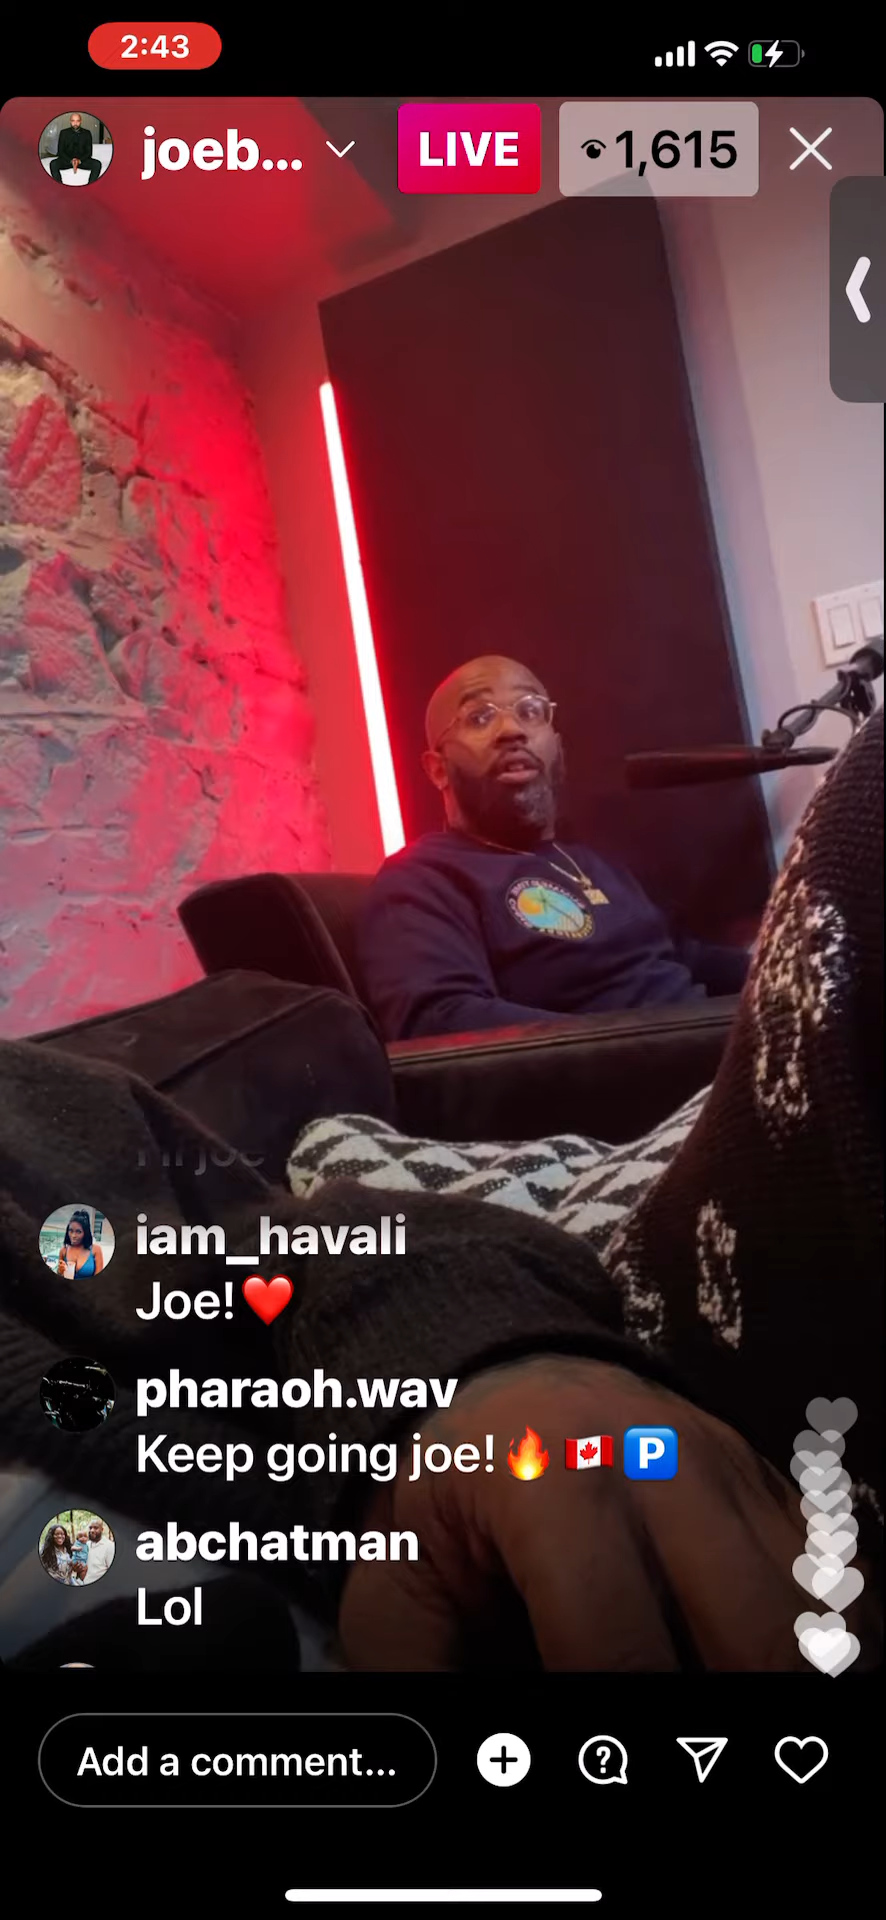 2:43
joeb...
LIVE
1,615
iam_havali
Joe!❤️
pharaoh.wav
Keep going joe!🔥 🇨🇦 🅿️
abchatman
Lol
Add a comment...